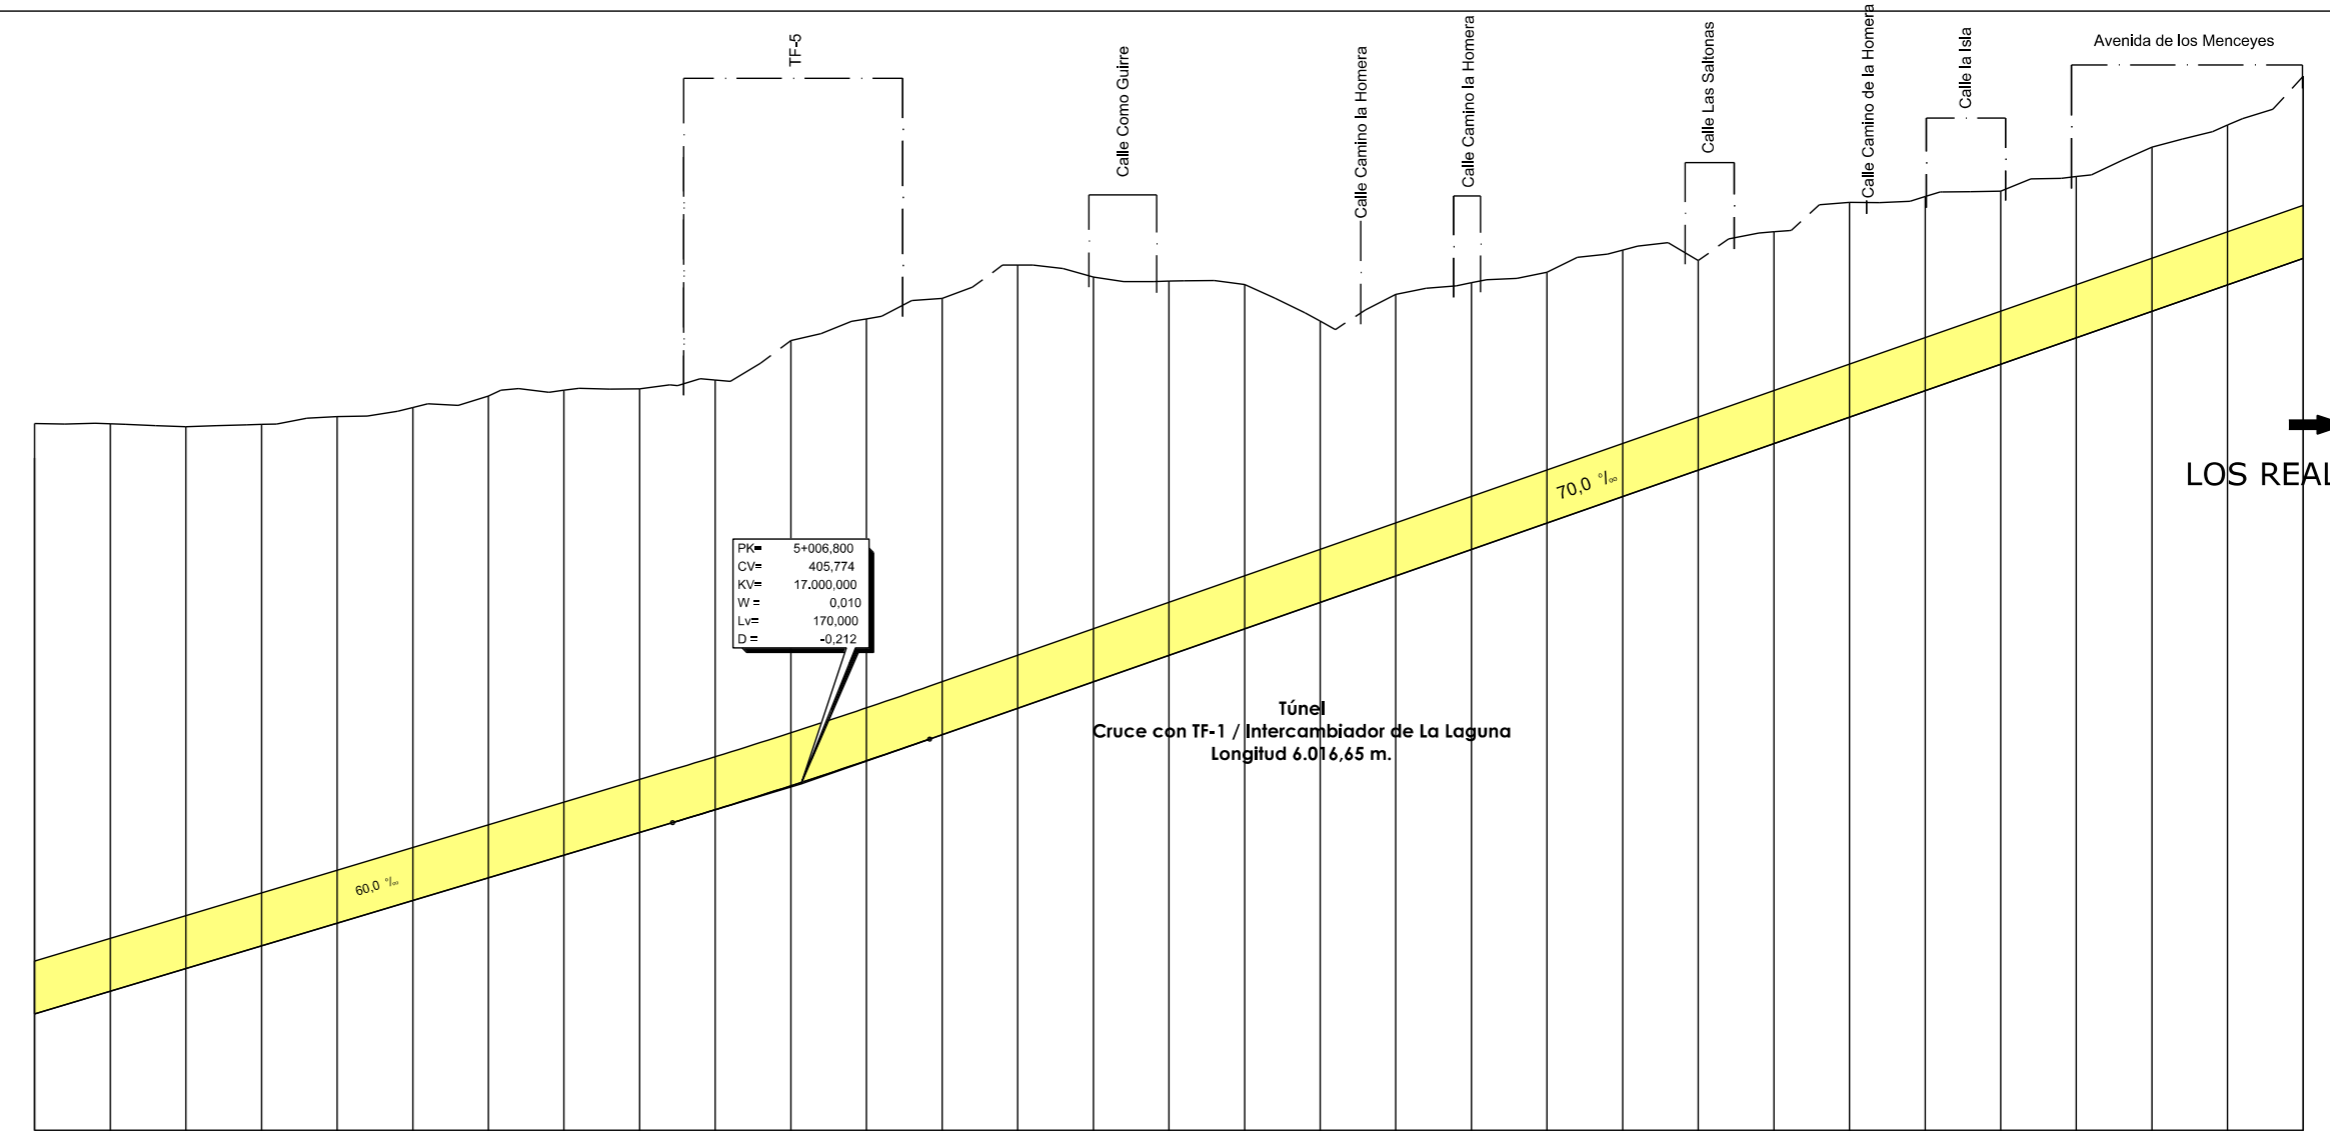 TF-5
Calle Como Guirre
Calle Camino la Homera
Calle Camino la Homera
Calle Las Saltonas
Calle Camino de la Homera
Calle la Isla
Avenida de los Menceyes
LOS REAL
70,0 ‰
PK= 5+006,800
CV= 405,774
KV= 17.000,000
W = 0,010
Lv= 170,000
D = -0,212
Túnel
Cruce con TF-1 / Intercambiador de La Laguna
Longitud 6.016,65 m.
60,0 ‰